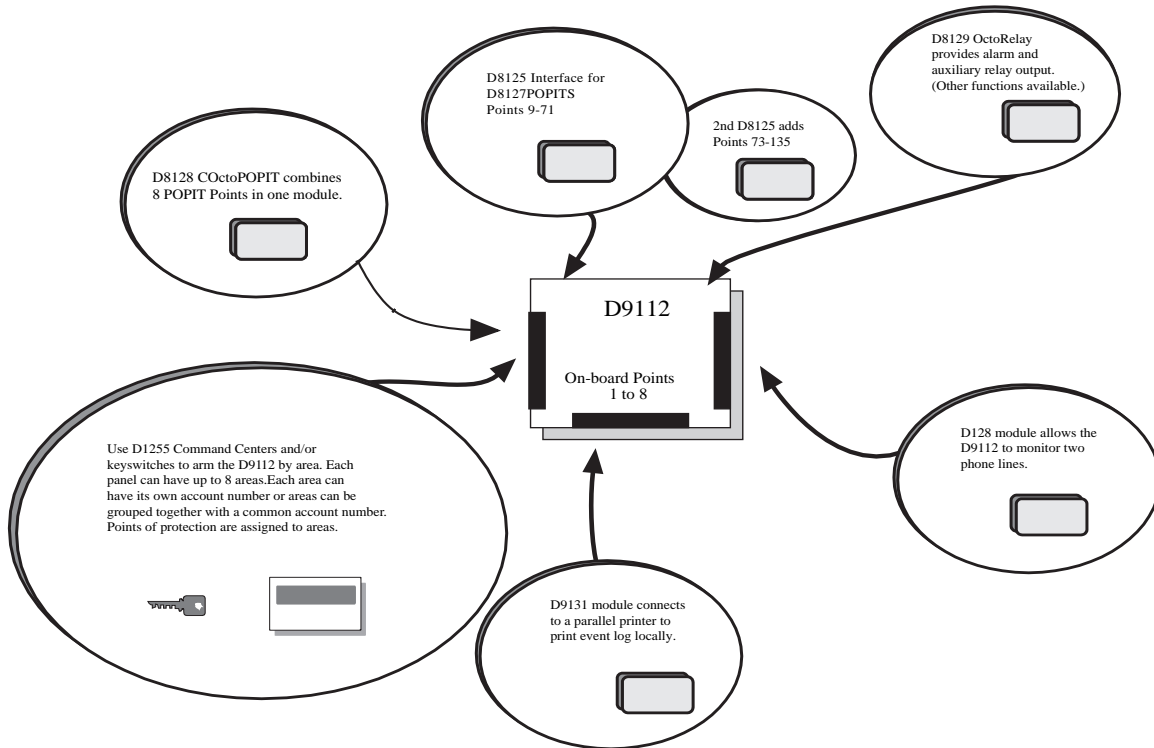 D8129 OctoRelay
provides alarm and
auxiliary relay output.
(Other functions available.)
D8125 Interface for
D8127POPITS
Points 9-71
2nd D8125 adds
Points 73-135
D8128 COctoPOPIT combines
8 POPIT Points in one module.
D9112
On-board Points
1 to 8
Use D1255 Command Centers and/or
keyswitches to arm the D9112 by area. Each
panel can have up to 8 areas.Each area can
have its own account number or areas can be
grouped together with a common account number.
Points of protection are assigned to areas.
D128 module allows the
D9112 to monitor two
phone lines.
D9131 module connects
to a parallel printer to
print event log locally.